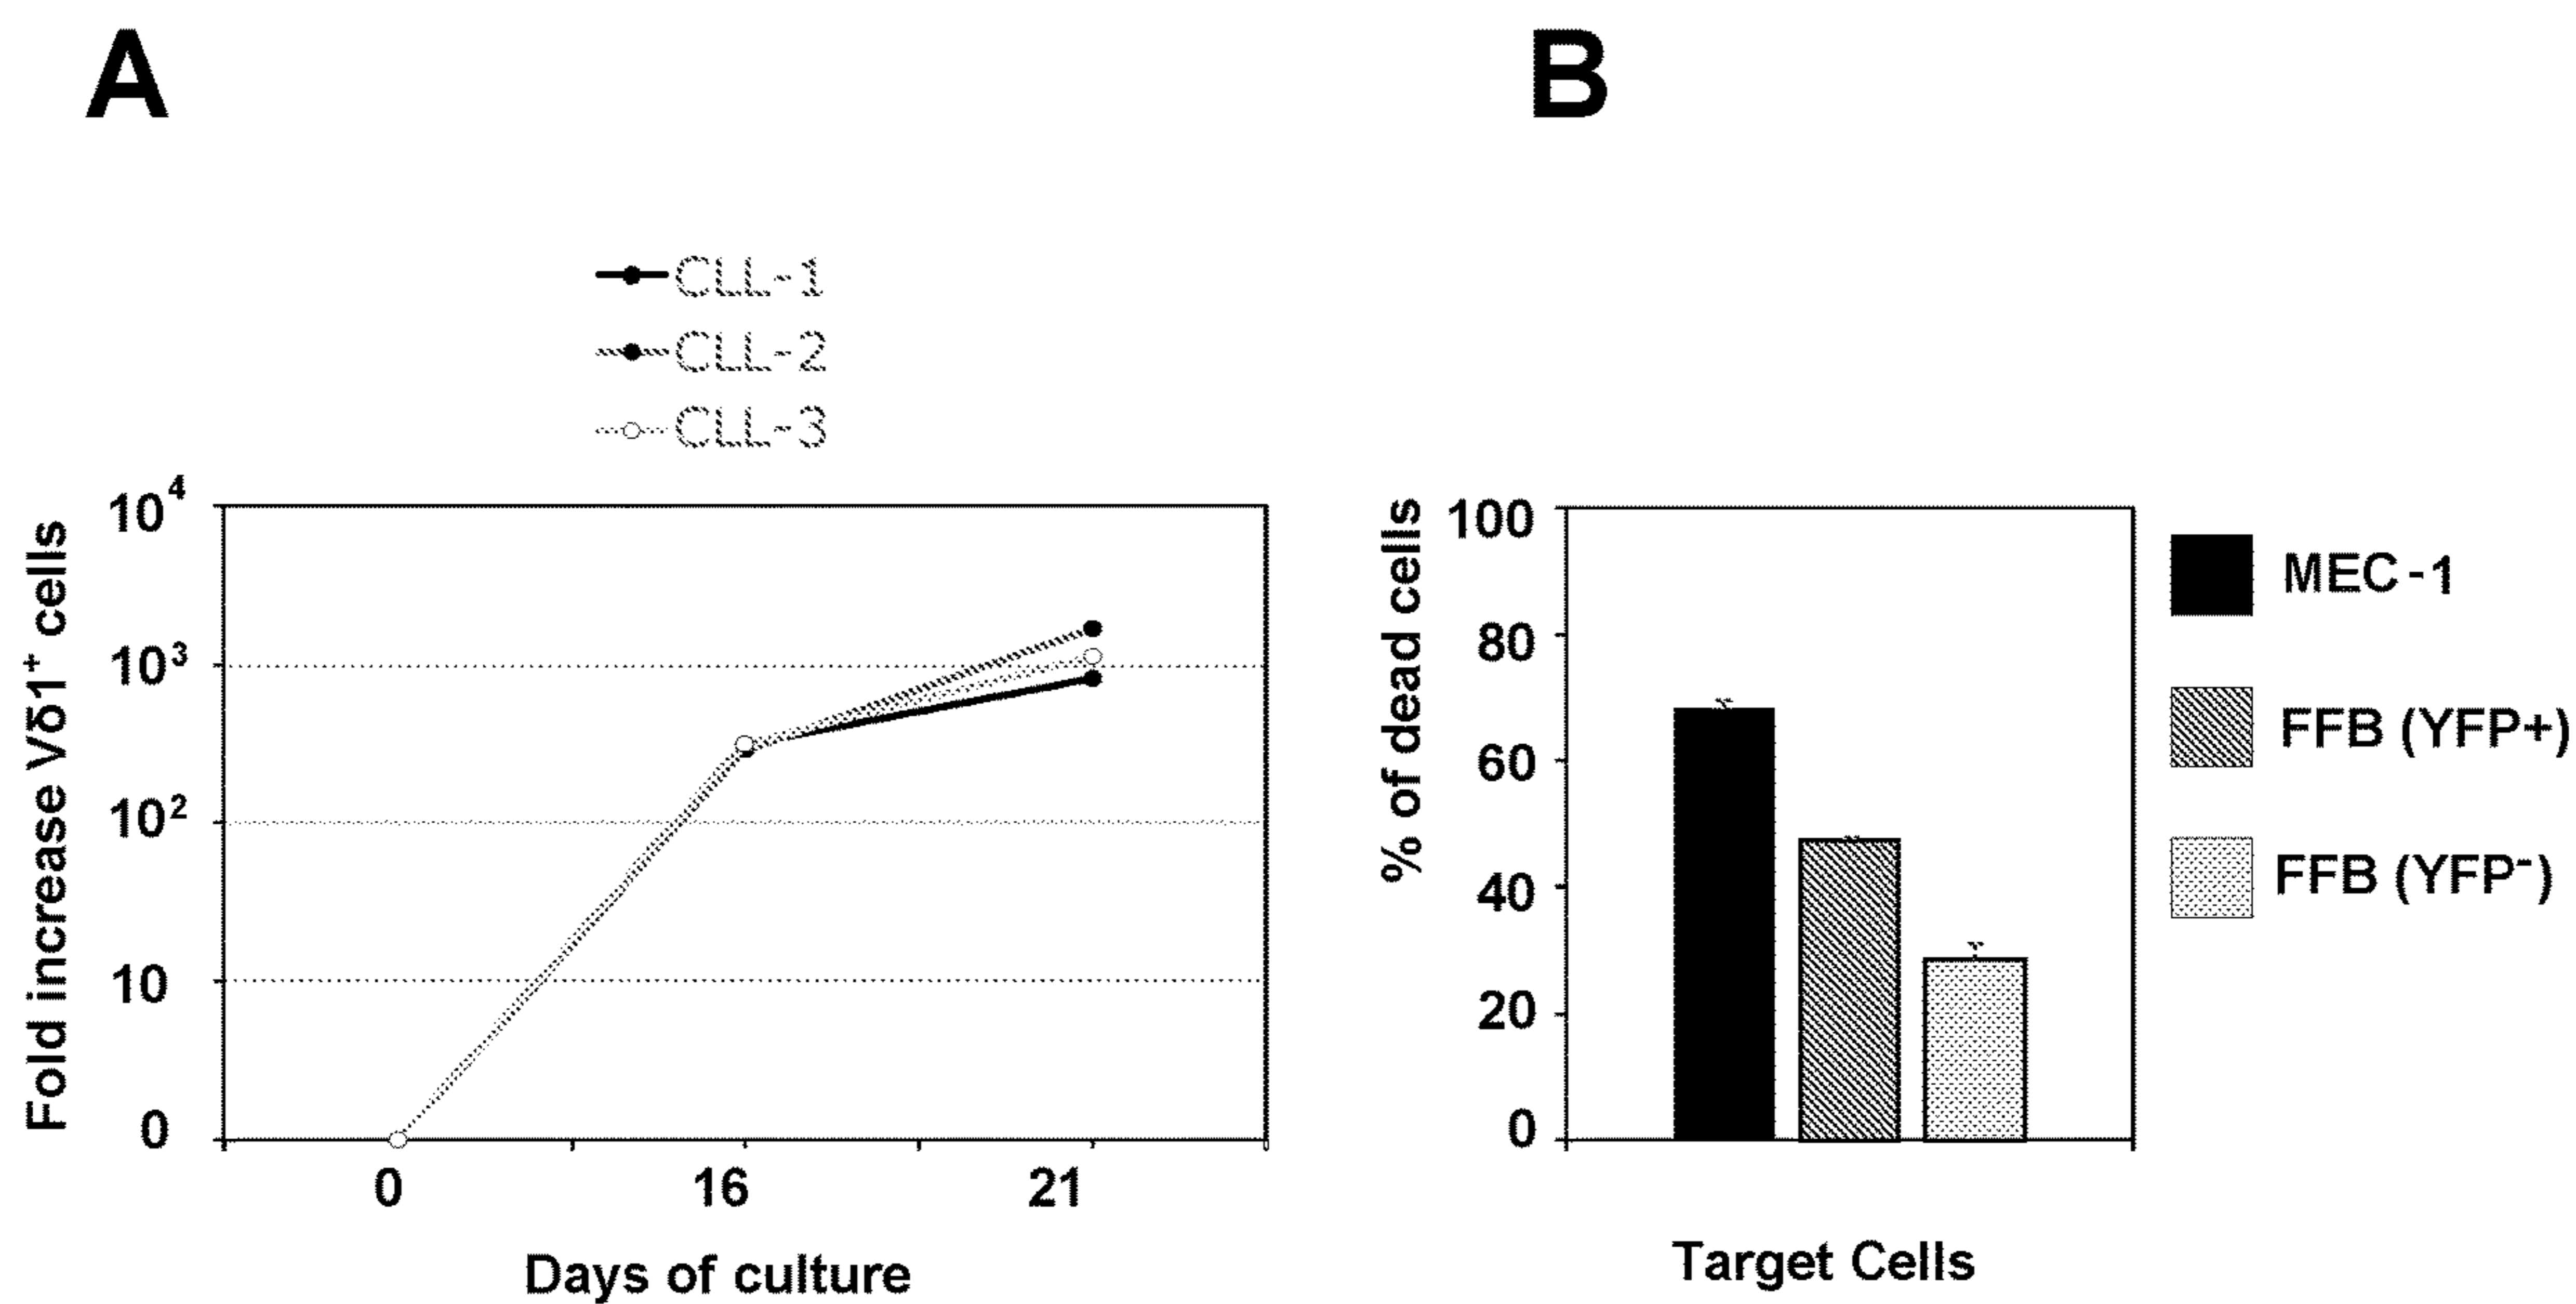 A
B
CLL-1
CLL-2
CLL-3
Fold increase Vδ1⁺ cells
10⁴
10³
10²
10
0
0 16 21
Days of culture
% of dead cells
100
80
60
40
20
0
Target Cells
MEC-1
FFB (YFP+)
FFB (YFP⁻)